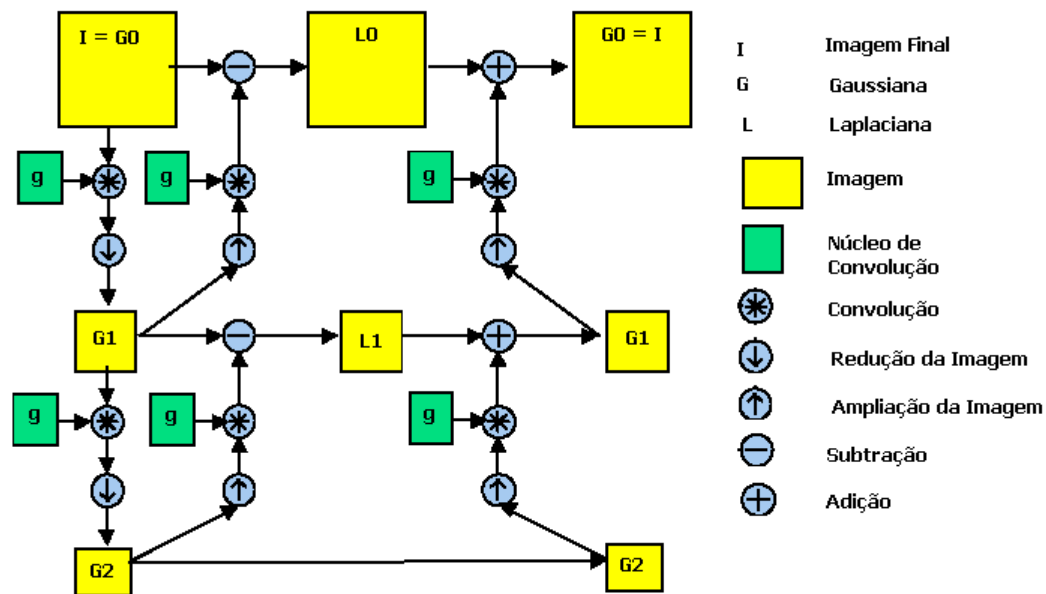 I = G0
L0
G0 = I
g
g
g
G1
L1
G1
g
g
g
G2
G2
I Imagem Final
G Gaussiana
L Laplaciana
Imagem
Núcleo de
Convolução
Convolução
Redução da Imagem
Ampliação da Imagem
Subtração
Adição